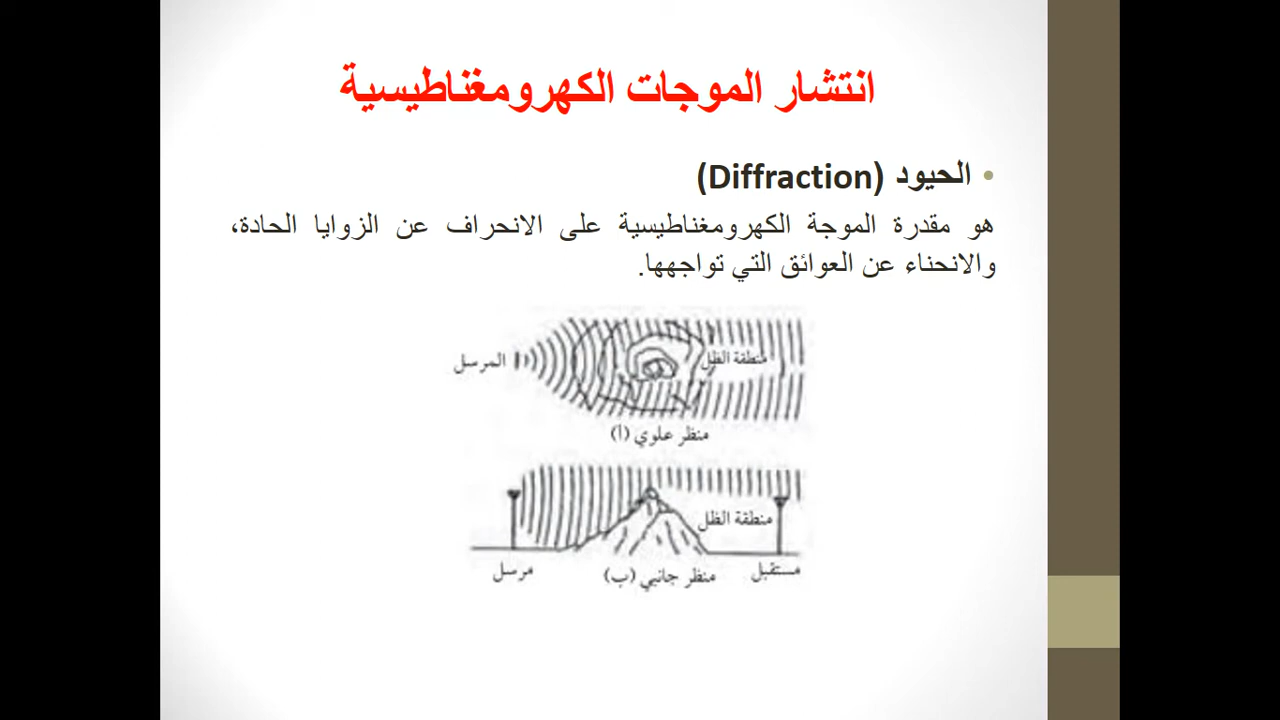 انتشار الموجات الكهرومغناطيسية
• الحيود (Diffraction)
هو مقدرة الموجة الكهرومغناطيسية على الانحراف عن الزوايا الحادة،
والانحناء عن العوائق التي تواجهها.
منطقة الظل
المرسل
منظر علوي (أ)
منطقة الظل
مرسل
منظر جانبي (ب)
مستقبل